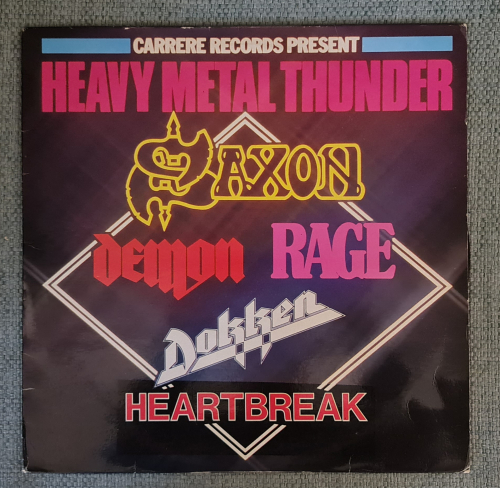 CARRERE RECORDS PRESENT
HEAVY METAL THUNDER
SAXON
DEMON RAGE
Dokken
HEARTBREAK